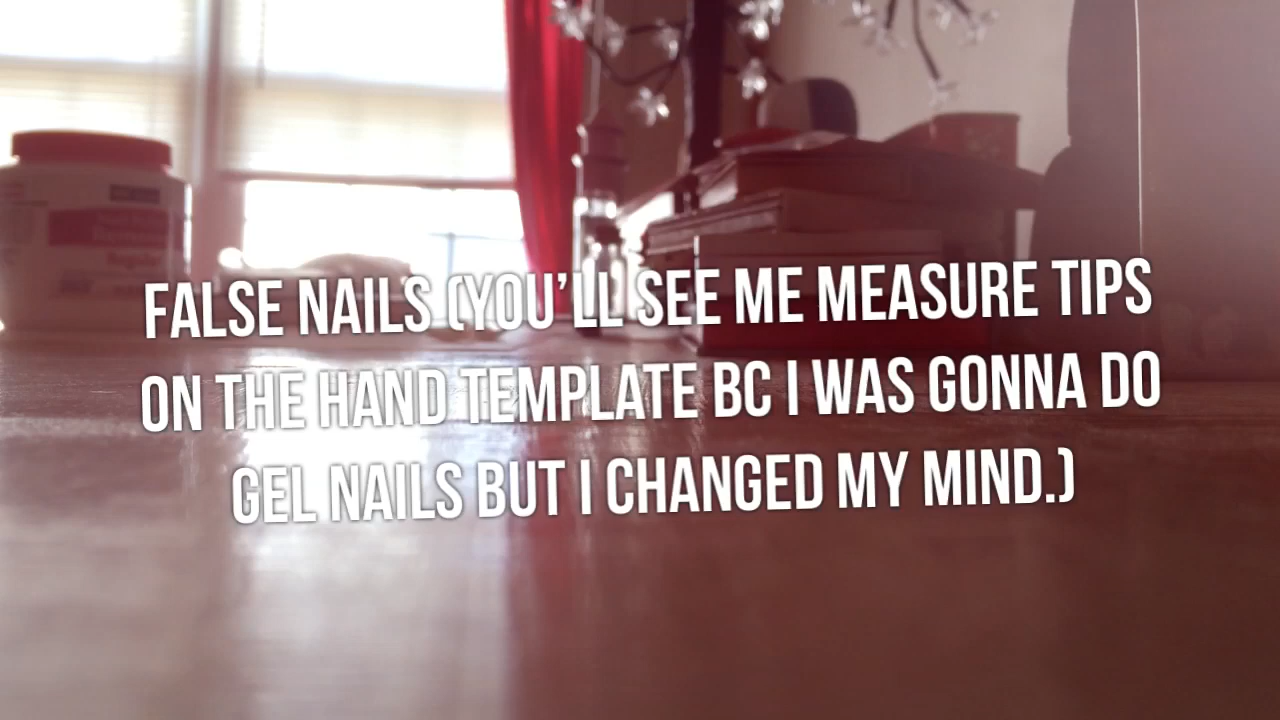 FALSE NAILS (YOU'LL SEE ME MEASURE TIPS
ON THE HAND TEMPLATE BC I WAS GONNA DO
GEL NAILS BUT I CHANGED MY MIND.)